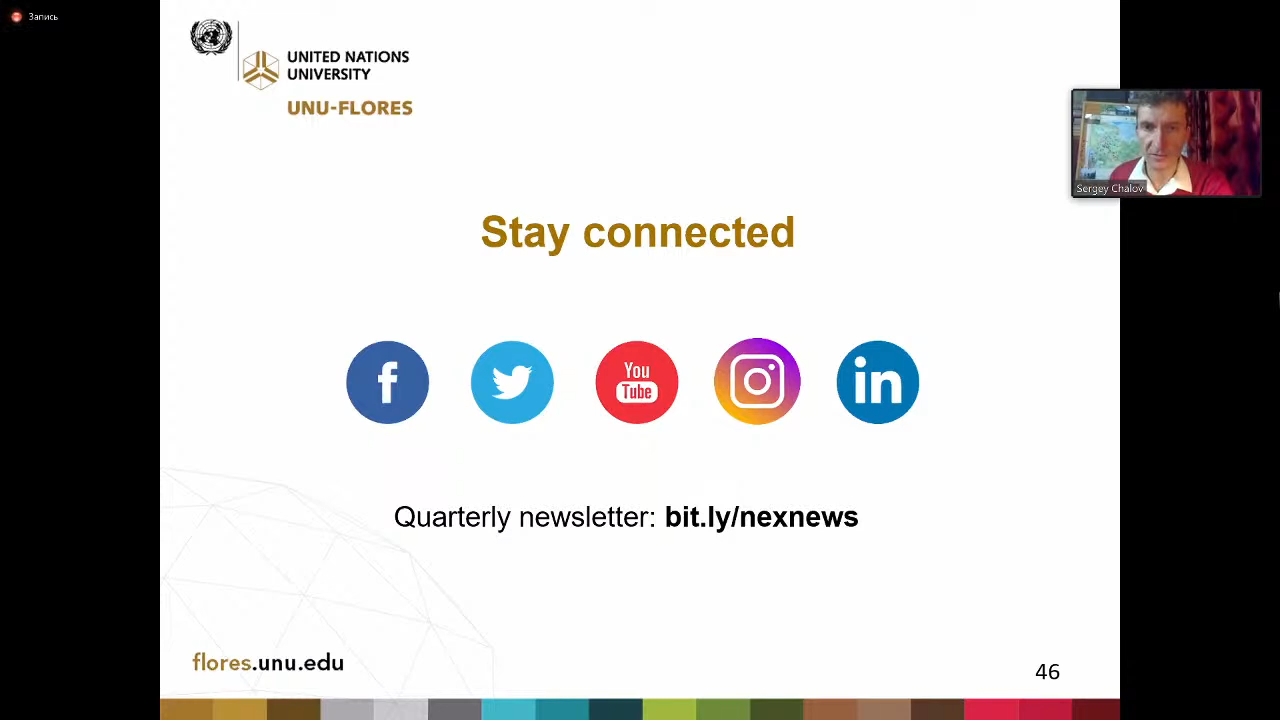 Запись
UNITED NATIONS
UNIVERSITY
UNU-FLORES
Sergey Chalov
Stay connected
f
You
Tube
in
Quarterly newsletter: bit.ly/nexnews
flores.unu.edu
46